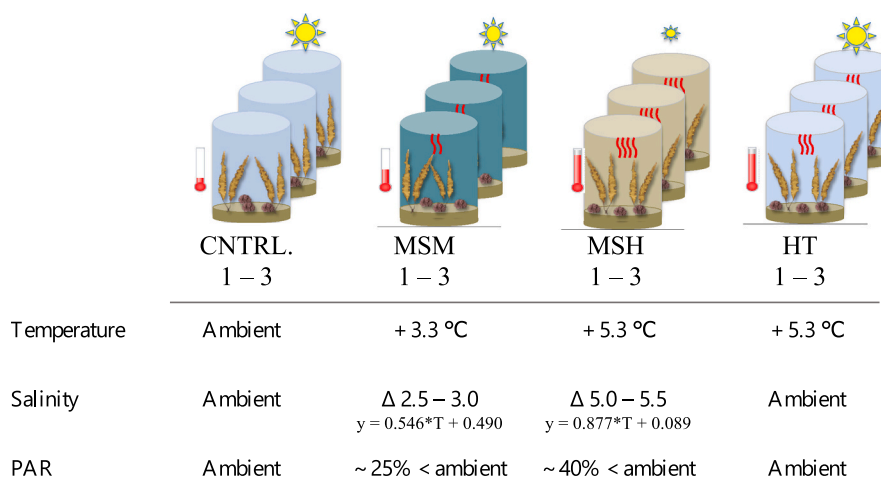 CNTRL. MSM MSH HT
1 – 3 1 – 3 1 – 3 1 – 3
Temperature Ambient + 3.3 ºC + 5.3 ºC + 5.3 ºC
Salinity Ambient Δ 2.5 – 3.0 Δ 5.0 – 5.5 Ambient
y = 0.546*T + 0.490 y = 0.877*T + 0.089
PAR Ambient ~ 25% < ambient ~ 40% < ambient Ambient